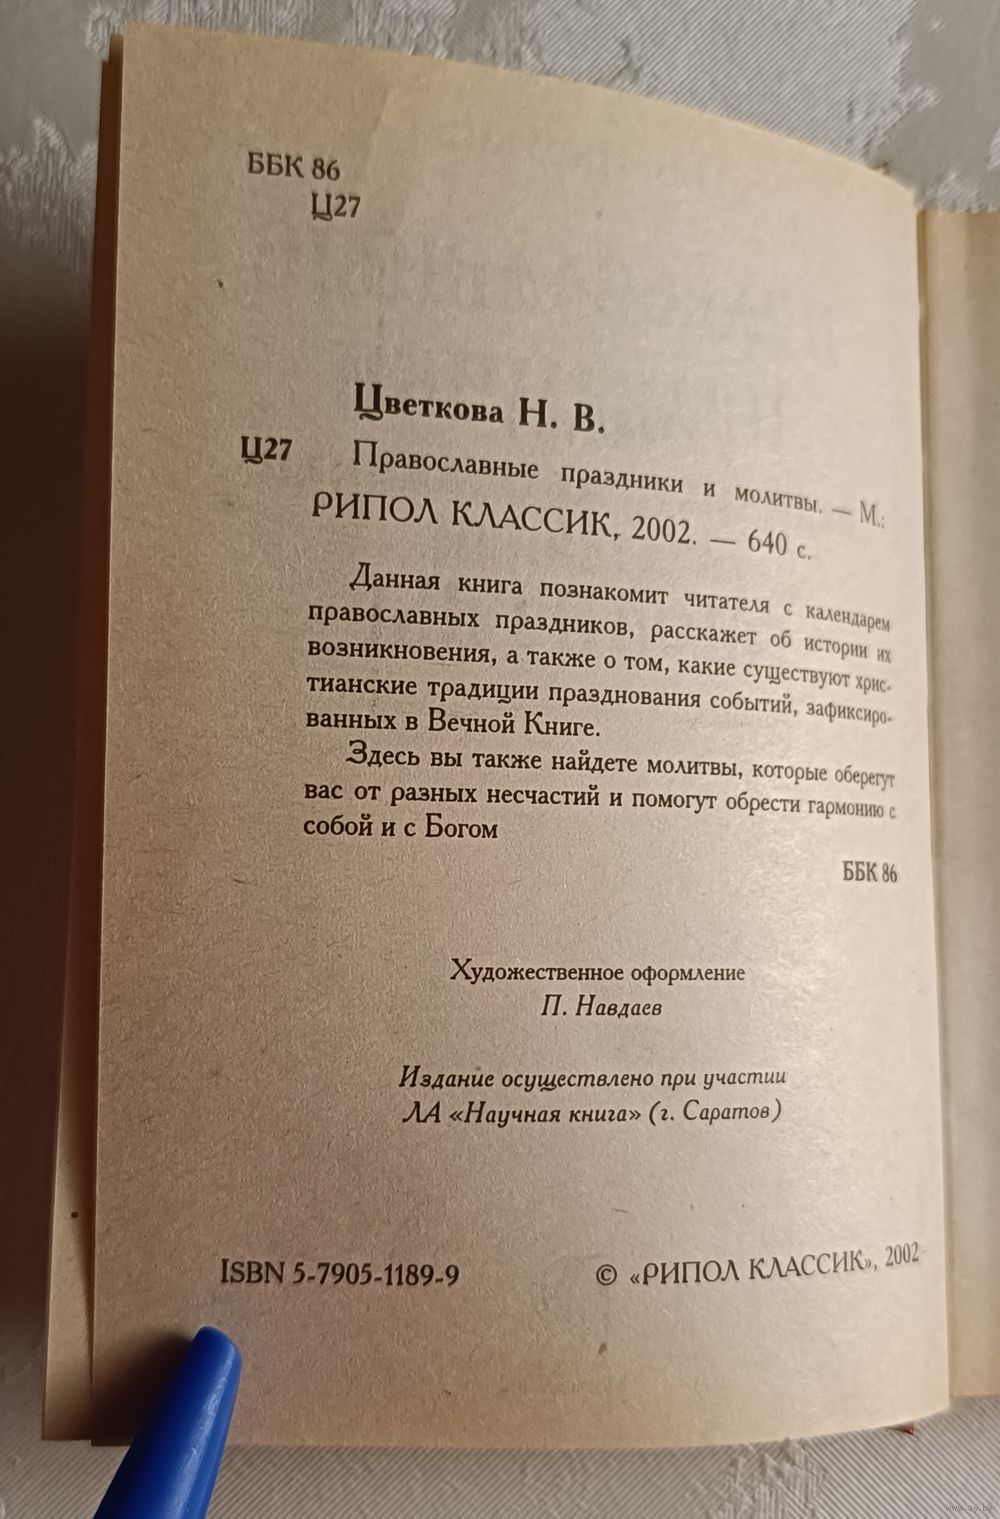 ББК 86
Ц27
Цветкова Н. В.
Ц27 Православные праздники и молитвы. — М.:
РИПОЛ КЛАССИК, 2002. — 640 с.
Данная книга познакомит читателя с календарем
православных праздников, расскажет об истории их
возникновения, а также о том, какие существуют хрис-
тианские традиции празднования событий, зафиксиро-
ванных в Вечной Книге.
Здесь вы также найдете молитвы, которые оберегут
вас от разных несчастий и помогут обрести гармонию с
собой и с Богом
ББК 86
Художественное оформление
П. Навдаев
Издание осуществлено при участии
ЛА «Научная книга» (г. Саратов)
ISBN 5-7905-1189-9 © «РИПОЛ КЛАССИК», 2002
www.ay.by